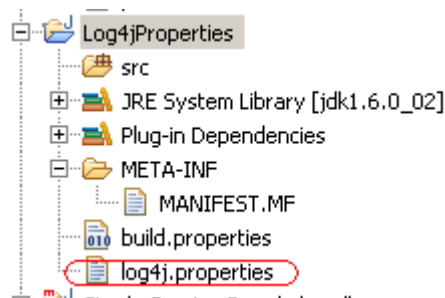 Log4jProperties
src
JRE System Library [jdk1.6.0_02]
Plug-in Dependencies
META-INF
MANIFEST.MF
010 build.properties
log4j.properties